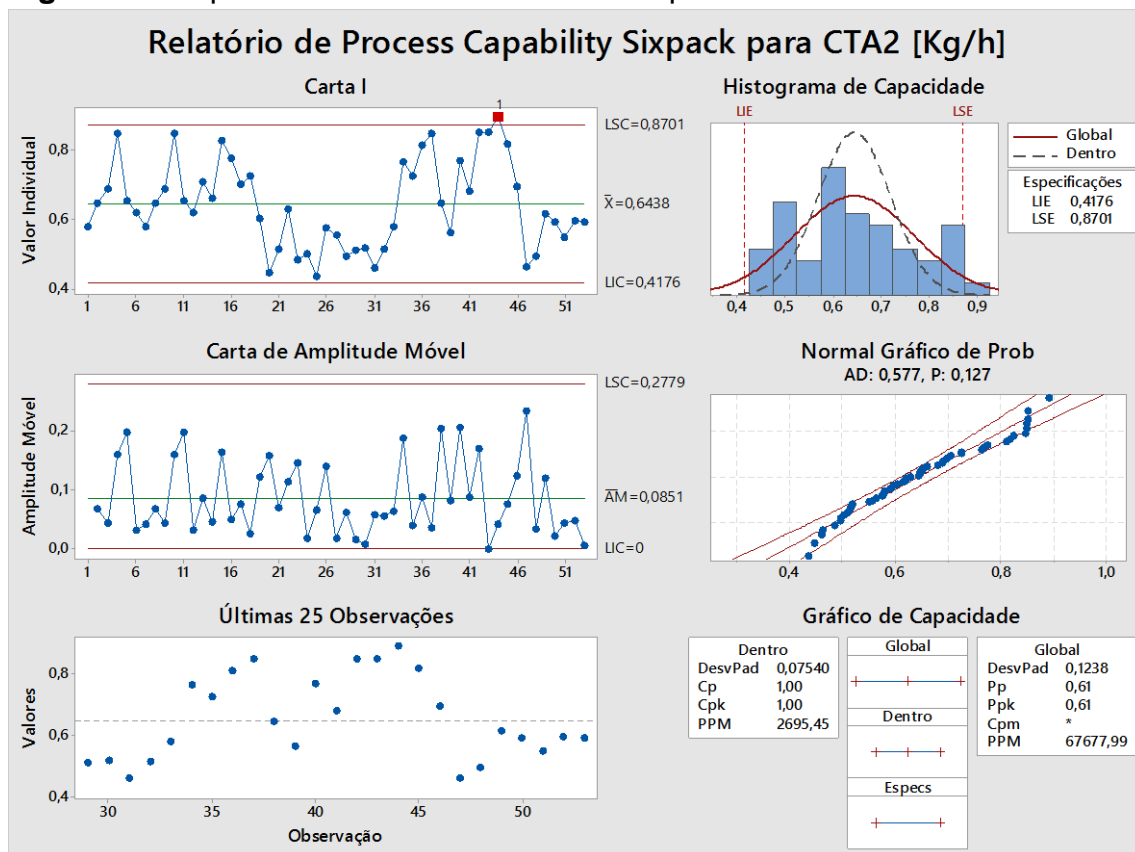 Relatório de Process Capability Sixpack para CTA2 [Kg/h]
Carta I
Valor Individual
0,8
0,6
0,4
1
LSC=0,8701
X=0,6438
LIC=0,4176
1 6 11 16 21 26 31 36 41 46 51
Histograma de Capacidade
LIE
LSE
0,4 0,5 0,6 0,7 0,8 0,9
Global
Dentro
Especificações
LIE 0,4176
LSE 0,8701
Carta de Amplitude Móvel
Amplitude Móvel
0,2
0,1
0,0
LSC=0,2779
AM=0,0851
LIC=0
1 6 11 16 21 26 31 36 41 46 51
Normal Gráfico de Prob
AD: 0,577, P: 0,127
0,4 0,6 0,8 1,0
Últimas 25 Observações
Valores
0,8
0,6
0,4
30 35 40 45 50
Observação
Gráfico de Capacidade
Dentro
DesvPad 0,07540
Cp 1,00
Cpk 1,00
PPM 2695,45
Global
Dentro
Especs
Global
DesvPad 0,1238
Pp 0,61
Ppk 0,61
Cpm *
PPM 67677,99